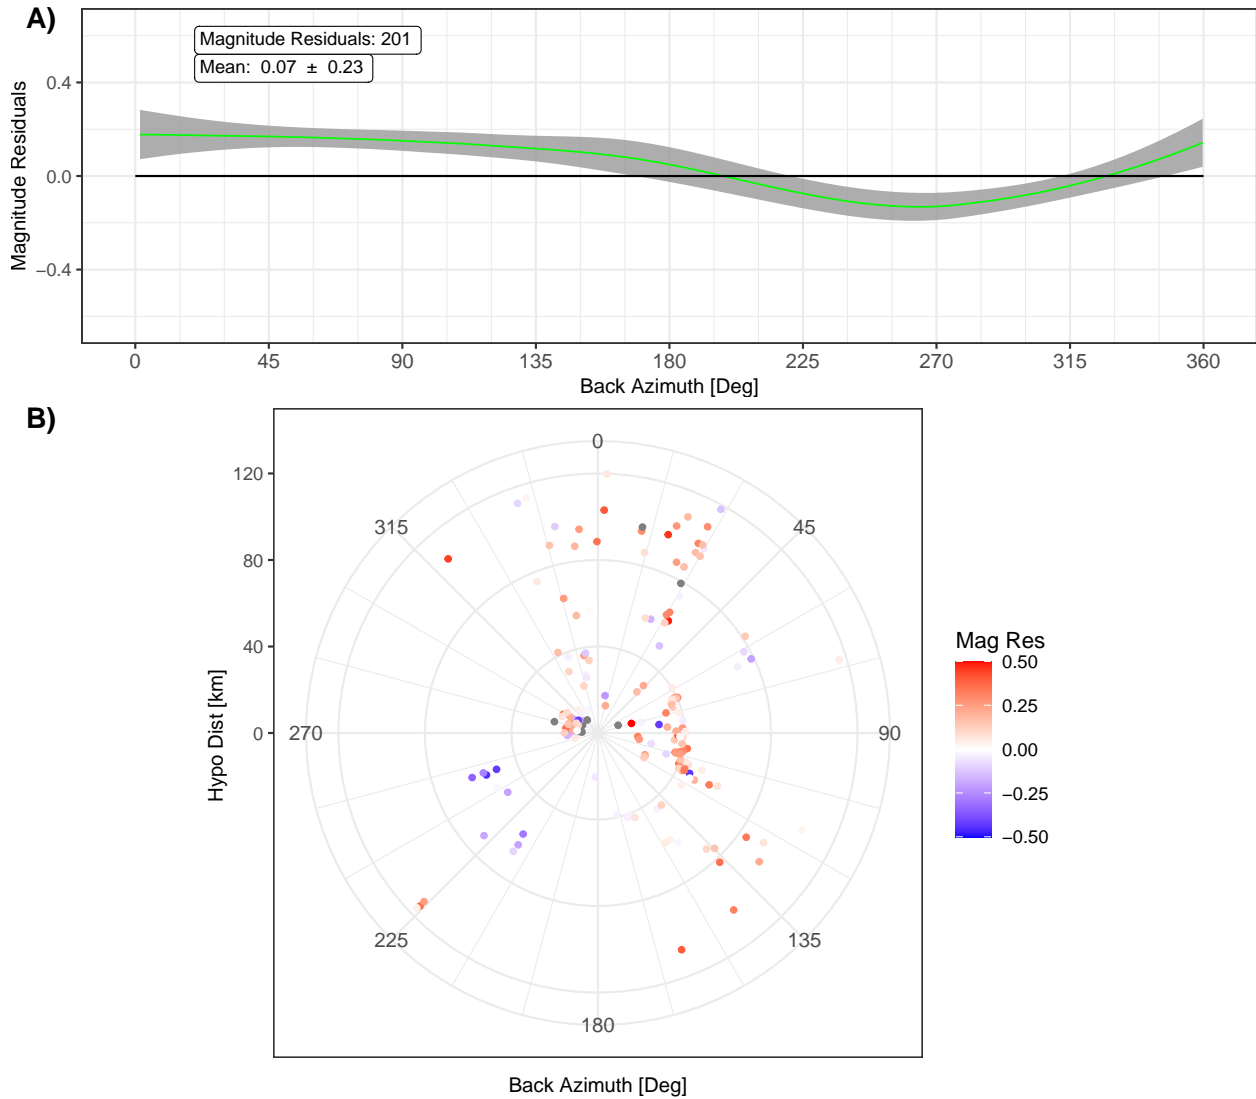 A)
Magnitude Residuals: 201
Mean:  0.07  ±  0.23
Magnitude Residuals
0.4
0.0
−0.4
0 45 90 135 180 225 270 315 360
Back Azimuth [Deg]
B)
Hypo Dist [km]
120
80
40
0
0
45
90
135
180
225
270
315
Back Azimuth [Deg]
Mag Res
0.50
0.25
0.00
−0.25
−0.50